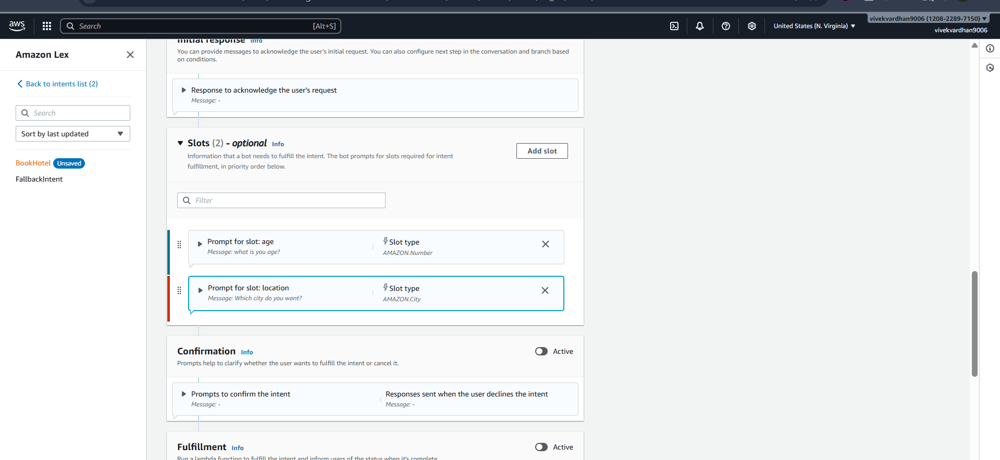 aws
Search
[Alt+S]
United States (N. Virginia)
vivekvardhan9006 (1208-2289-7150)
vivekvardhan9006
Amazon Lex
Back to intents list (2)
Search
Sort by last updated
BookHotel Unsaved
FallbackIntent
Initial response Info
You can provide messages to acknowledge the user's initial request. You can also configure next step in the conversation and branch based
on conditions.
Response to acknowledge the user's request
Message: -
Slots (2) - optional Info
Information that a bot needs to fulfill the intent. The bot prompts for slots required for intent
fulfillment, in priority order below.
Add slot
Filter
Prompt for slot: age
Message: what is you age?
Slot type
AMAZON.Number
Prompt for slot: location
Message: Which city do you want?
Slot type
AMAZON.City
Confirmation Info
Active
Prompts help to clarify whether the user wants to fulfill the intent or cancel it.
Prompts to confirm the intent
Message: -
Responses sent when the user declines the intent
Message: -
Fulfillment Info
Active
Run a lambda function to fulfill the intent and inform users of the status when it's complete